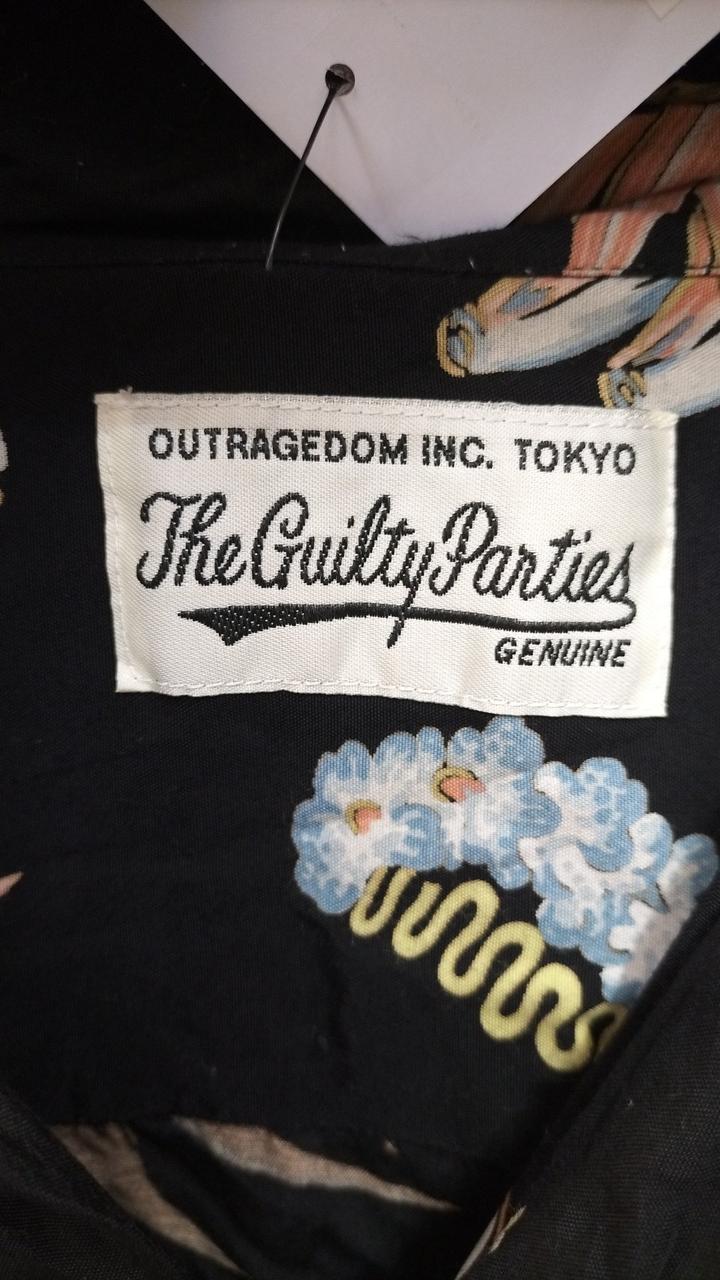 OUTRAGEDOM INC. TOKYO
The Guilty Parties
GENUINE